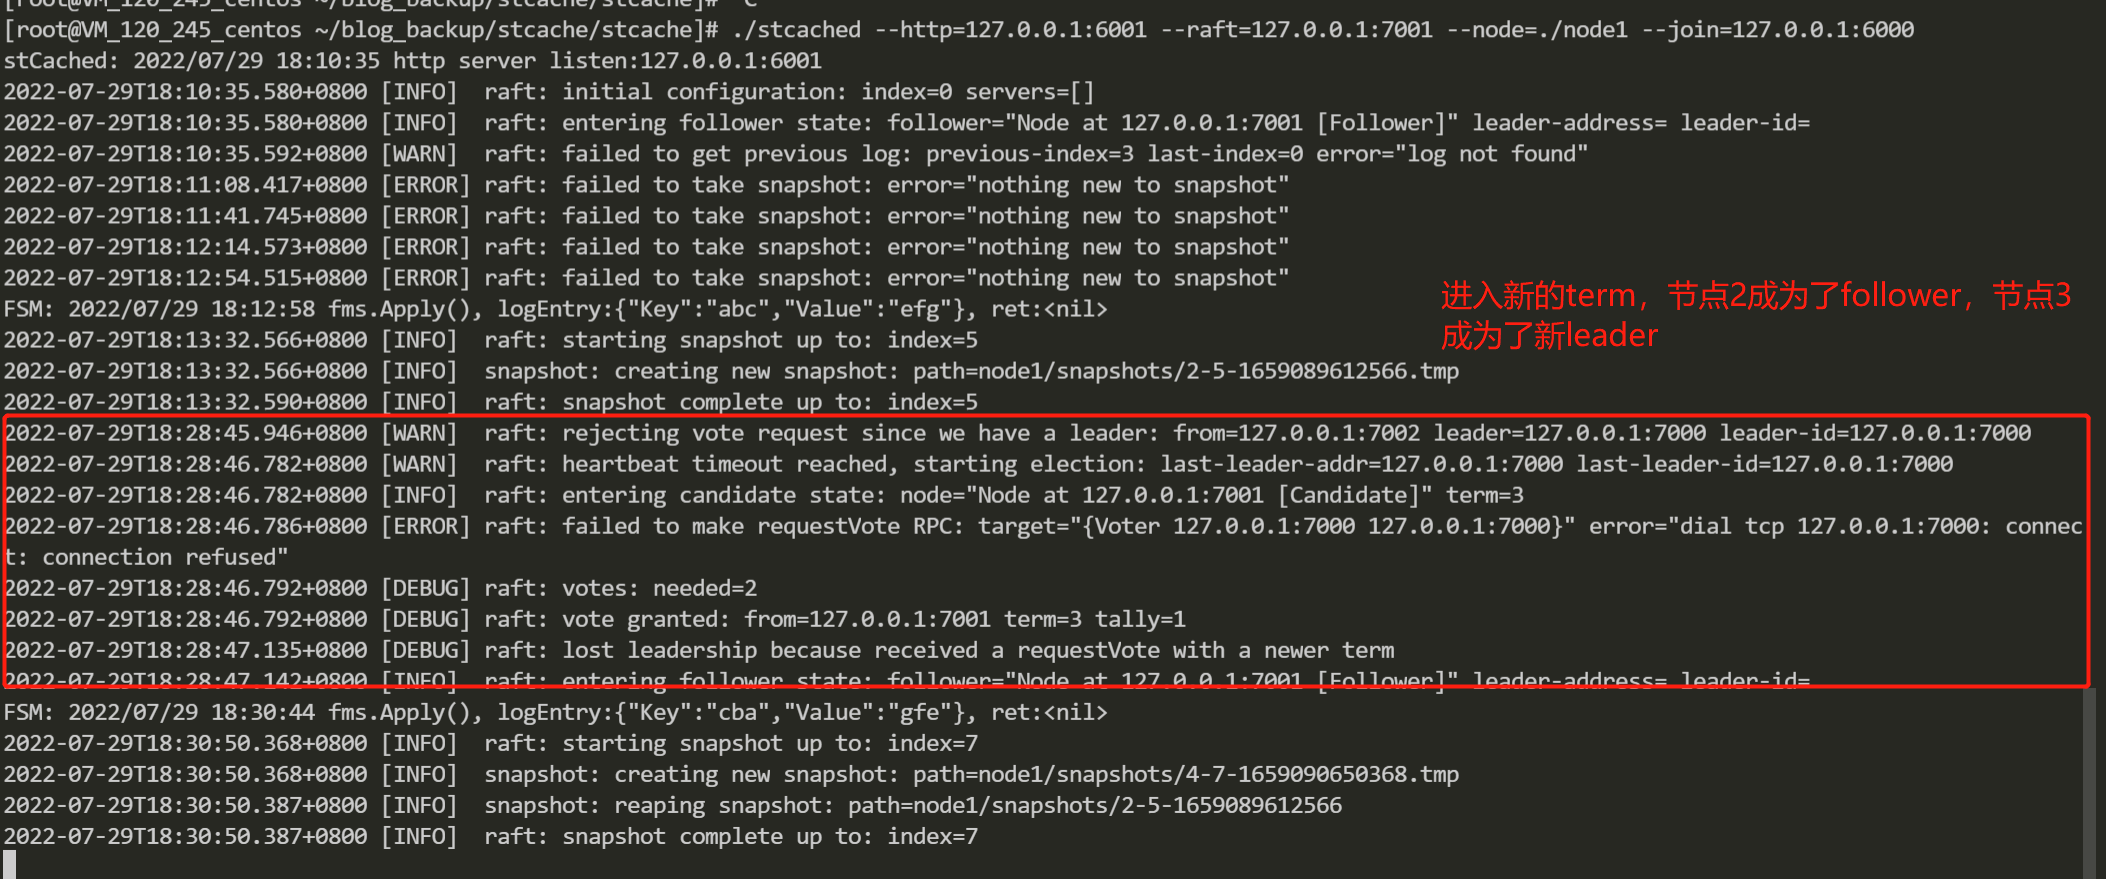 [root@VM_120_245_centos ~/blog_backup/stcache/stcache]# ^C
[root@VM_120_245_centos ~/blog_backup/stcache/stcache]# ./stcached --http=127.0.0.1:6001 --raft=127.0.0.1:7001 --node=./node1 --join=127.0.0.1:6000
stCached: 2022/07/29 18:10:35 http server listen:127.0.0.1:6001
2022-07-29T18:10:35.580+0800 [INFO]  raft: initial configuration: index=0 servers=[]
2022-07-29T18:10:35.580+0800 [INFO]  raft: entering follower state: follower="Node at 127.0.0.1:7001 [Follower]" leader-address= leader-id=
2022-07-29T18:10:35.592+0800 [WARN]  raft: failed to get previous log: previous-index=3 last-index=0 error="log not found"
2022-07-29T18:11:08.417+0800 [ERROR] raft: failed to take snapshot: error="nothing new to snapshot"
2022-07-29T18:11:41.745+0800 [ERROR] raft: failed to take snapshot: error="nothing new to snapshot"
2022-07-29T18:12:14.573+0800 [ERROR] raft: failed to take snapshot: error="nothing new to snapshot"
2022-07-29T18:12:54.515+0800 [ERROR] raft: failed to take snapshot: error="nothing new to snapshot"
FSM: 2022/07/29 18:12:58 fms.Apply(), logEntry:{"Key":"abc","Value":"efg"}, ret:<nil>
进入新的term，节点2成为了follower，节点3
成为了新leader
2022-07-29T18:13:32.566+0800 [INFO]  raft: starting snapshot up to: index=5
2022-07-29T18:13:32.566+0800 [INFO]  snapshot: creating new snapshot: path=node1/snapshots/2-5-1659089612566.tmp
2022-07-29T18:13:32.590+0800 [INFO]  raft: snapshot complete up to: index=5
2022-07-29T18:28:45.946+0800 [WARN]  raft: rejecting vote request since we have a leader: from=127.0.0.1:7002 leader=127.0.0.1:7000 leader-id=127.0.0.1:7000
2022-07-29T18:28:46.782+0800 [WARN]  raft: heartbeat timeout reached, starting election: last-leader-addr=127.0.0.1:7000 last-leader-id=127.0.0.1:7000
2022-07-29T18:28:46.782+0800 [INFO]  raft: entering candidate state: node="Node at 127.0.0.1:7001 [Candidate]" term=3
2022-07-29T18:28:46.786+0800 [ERROR] raft: failed to make requestVote RPC: target="{Voter 127.0.0.1:7000 127.0.0.1:7000}" error="dial tcp 127.0.0.1:7000: connec
t: connection refused"
2022-07-29T18:28:46.792+0800 [DEBUG] raft: votes: needed=2
2022-07-29T18:28:46.792+0800 [DEBUG] raft: vote granted: from=127.0.0.1:7001 term=3 tally=1
2022-07-29T18:28:47.135+0800 [DEBUG] raft: lost leadership because received a requestVote with a newer term
2022-07-29T18:28:47.142+0800 [INFO]  raft: entering follower state: follower="Node at 127.0.0.1:7001 [Follower]" leader-address= leader-id=
FSM: 2022/07/29 18:30:44 fms.Apply(), logEntry:{"Key":"cba","Value":"gfe"}, ret:<nil>
2022-07-29T18:30:50.368+0800 [INFO]  raft: starting snapshot up to: index=7
2022-07-29T18:30:50.368+0800 [INFO]  snapshot: creating new snapshot: path=node1/snapshots/4-7-1659090650368.tmp
2022-07-29T18:30:50.387+0800 [INFO]  snapshot: reaping snapshot: path=node1/snapshots/2-5-1659089612566
2022-07-29T18:30:50.387+0800 [INFO]  raft: snapshot complete up to: index=7